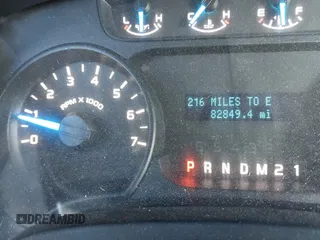 L H C H E F
216 MILES TO E
82849.4 mi
0 1 2 3 4 5 6 7
RPM X 1000
P R N D M 2 1
DREAMBID